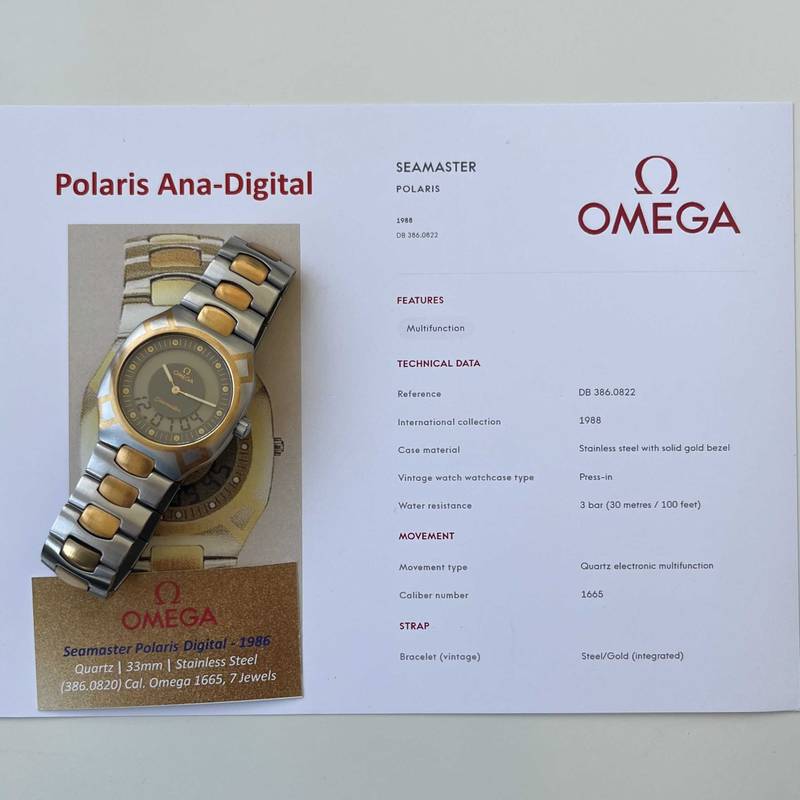 Polaris Ana-Digital
SEAMASTER
POLARIS
1988
DB 386.0822
Ω
OMEGA
FEATURES
Multifunction
TECHNICAL DATA
Reference DB 386.0822
International collection 1988
Case material Stainless steel with solid gold bezel
Vintage watch watchcase type Press-in
Water resistance 3 bar (30 metres / 100 feet)
MOVEMENT
Movement type Quartz electronic multifunction
Caliber number 1665
STRAP
Bracelet (vintage) Steel/Gold (integrated)
OMEGA
Seamaster
Ω
OMEGA
Seamaster Polaris Digital - 1986
Quartz | 33mm | Stainless Steel
(386.0820) Cal. Omega 1665, 7 Jewels